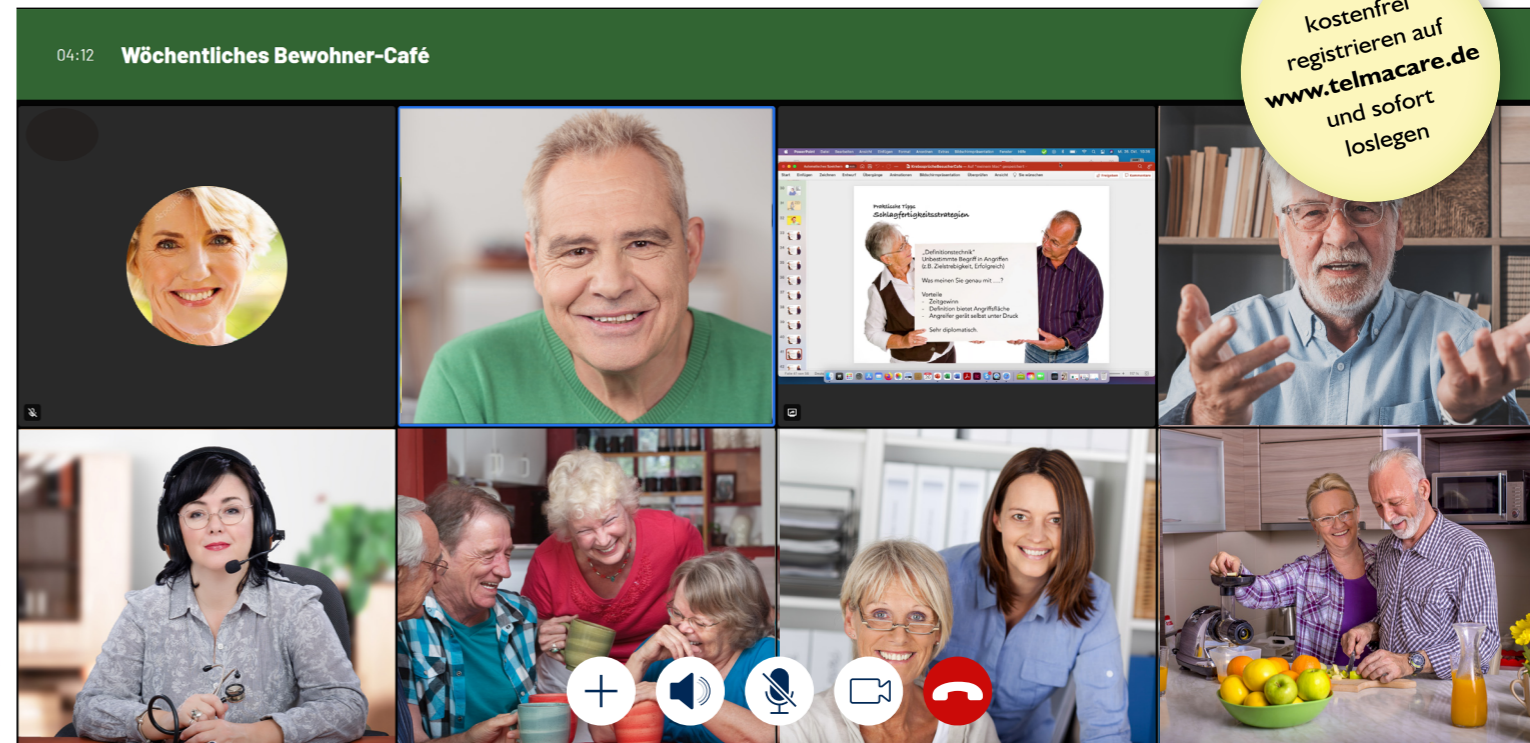 04:12 Wöchentliches Bewohner-Café
kostenfrei
registrieren auf
www.telmacare.de
und sofort
loslegen
Praktische Tipps
Schlagfertigkeitsstrategien
„Definitionstechnik"
Unbestimmte Begriff in Angriffen
(z.B. Zielstrebigkeit, Erfolgreich)
Was meinen Sie genau mit ....?
Vorteile
- Zeitgewinn
- Definition bietet Angriffsfläche
- Angreifer gerät selbst unter Druck
Sehr diplomatisch.